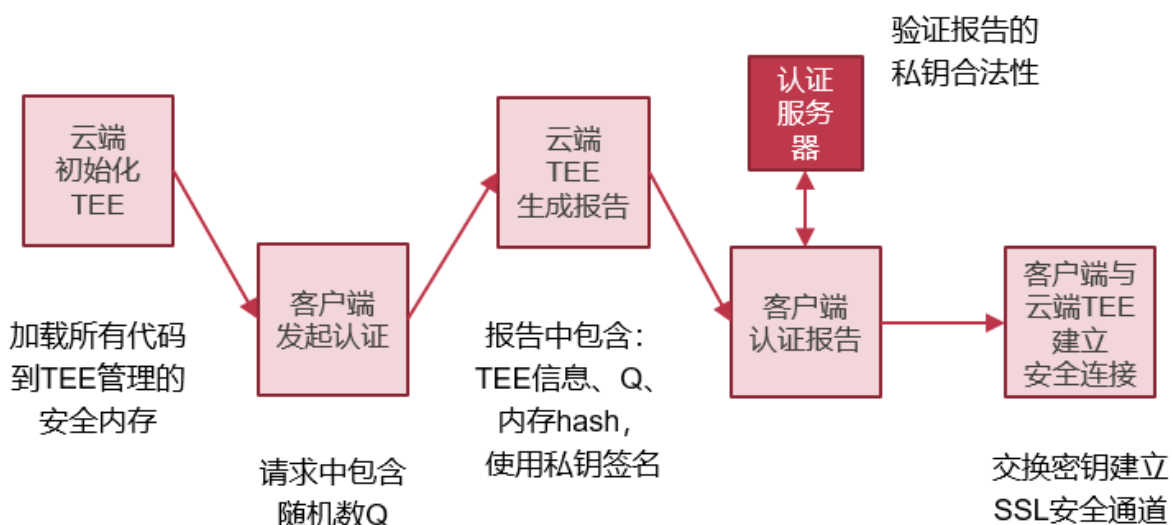 云端
初始化
TEE
加载所有代码
到TEE管理的
安全内存
客户端
发起认证
请求中包含
随机数Q
云端
TEE
生成报告
报告中包含：
TEE信息、Q、
内存hash，
使用私钥签名
认证
服务
器
验证报告的
私钥合法性
客户端
认证报告
客户端与
云端TEE
建立
安全连接
交换密钥建立
SSL安全通道